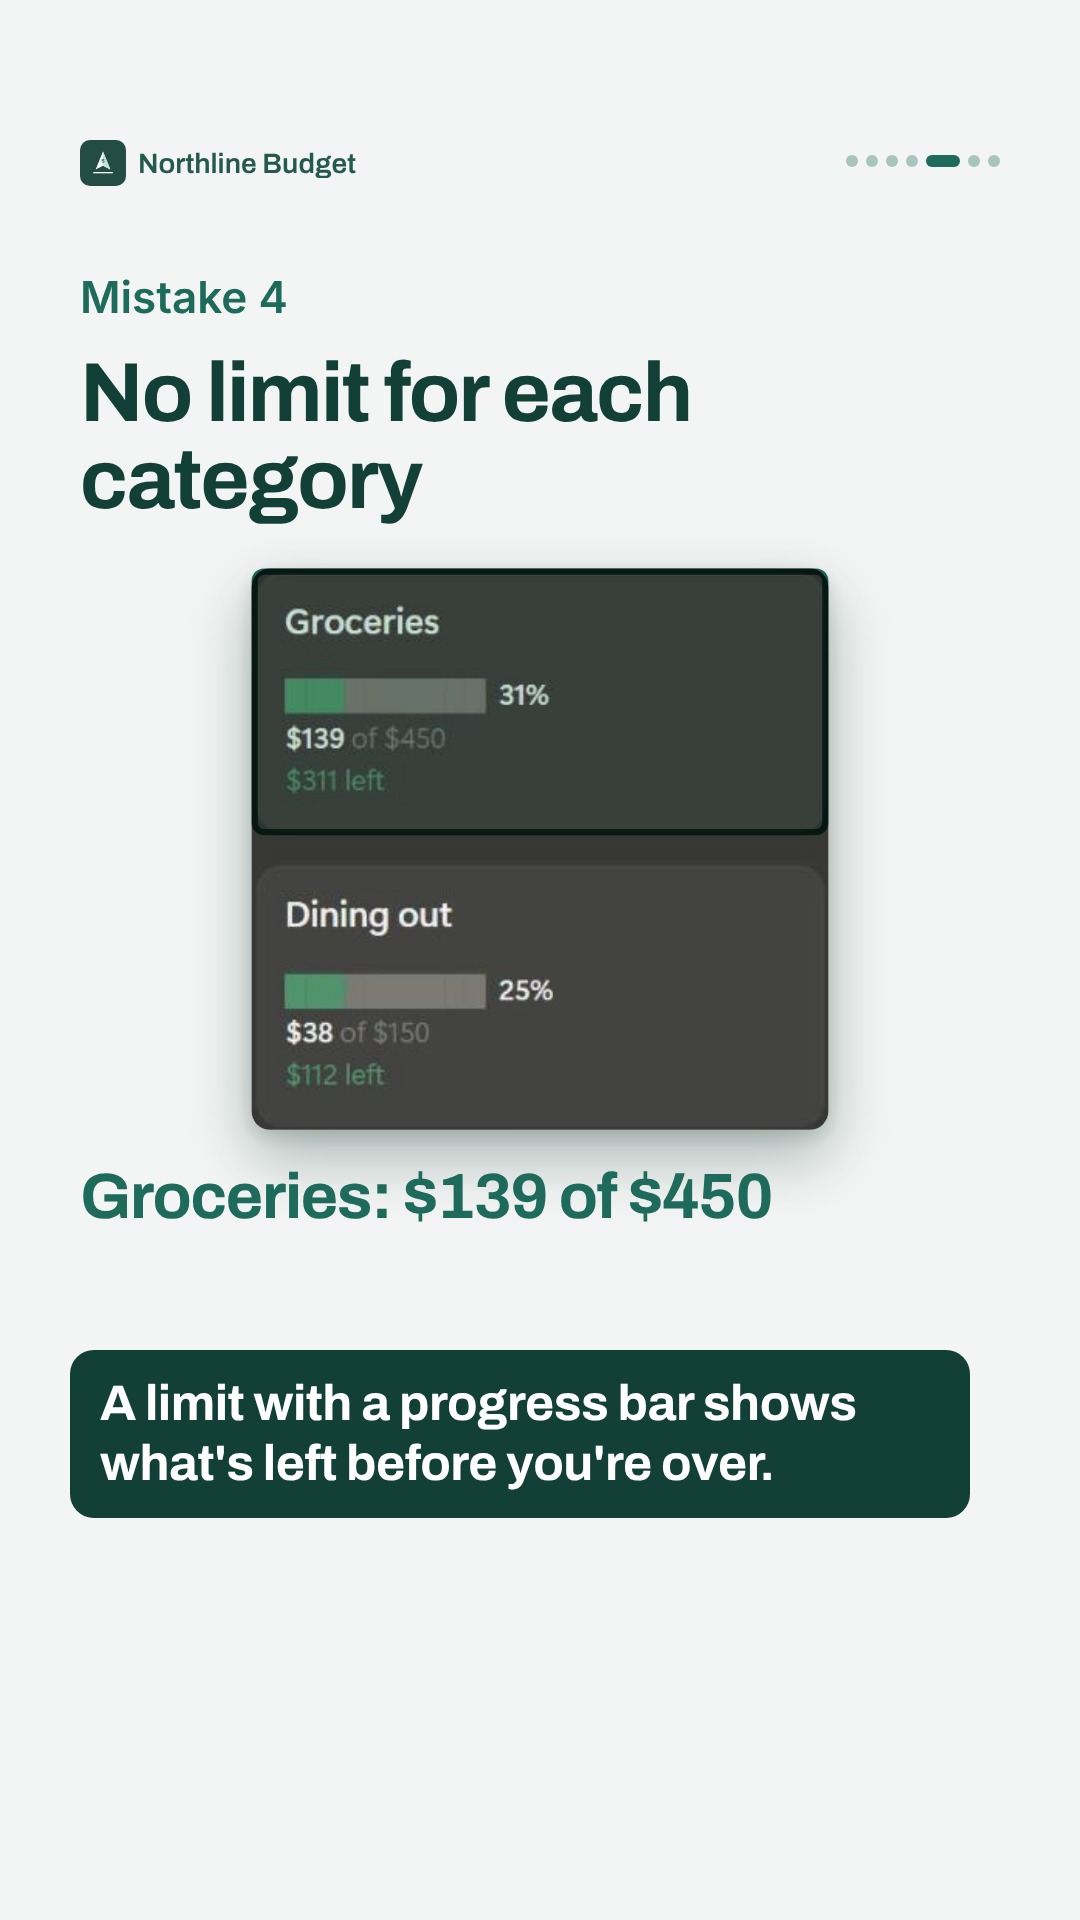 Northline Budget
Mistake 4
No limit for each
category
Groceries
31%
$139 of $450
$311 left
Dining out
25%
$38 of $150
$112 left
Groceries: $139 of $450
A limit with a progress bar shows
what's left before you're over.